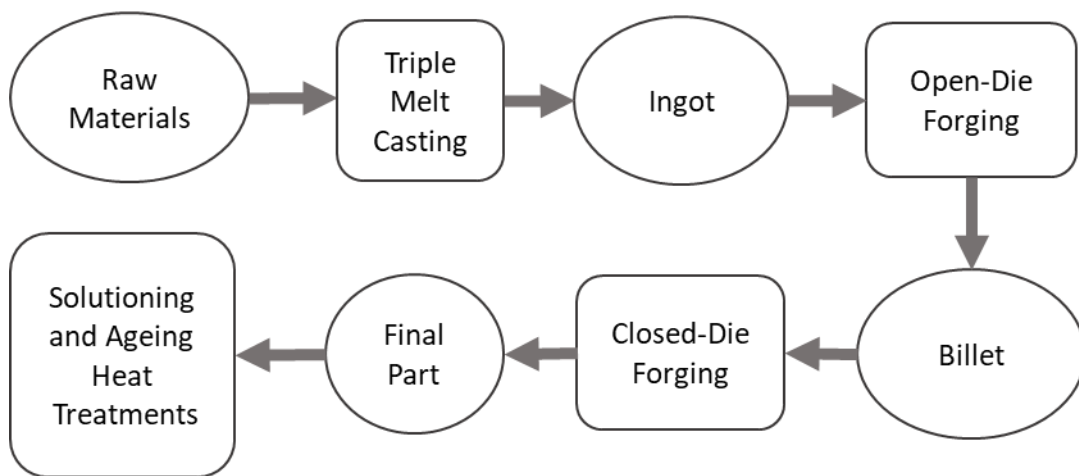 Raw
Materials
Triple
Melt
Casting
Ingot
Open-Die
Forging
Billet
Closed-Die
Forging
Final
Part
Solutioning
and Ageing
Heat
Treatments